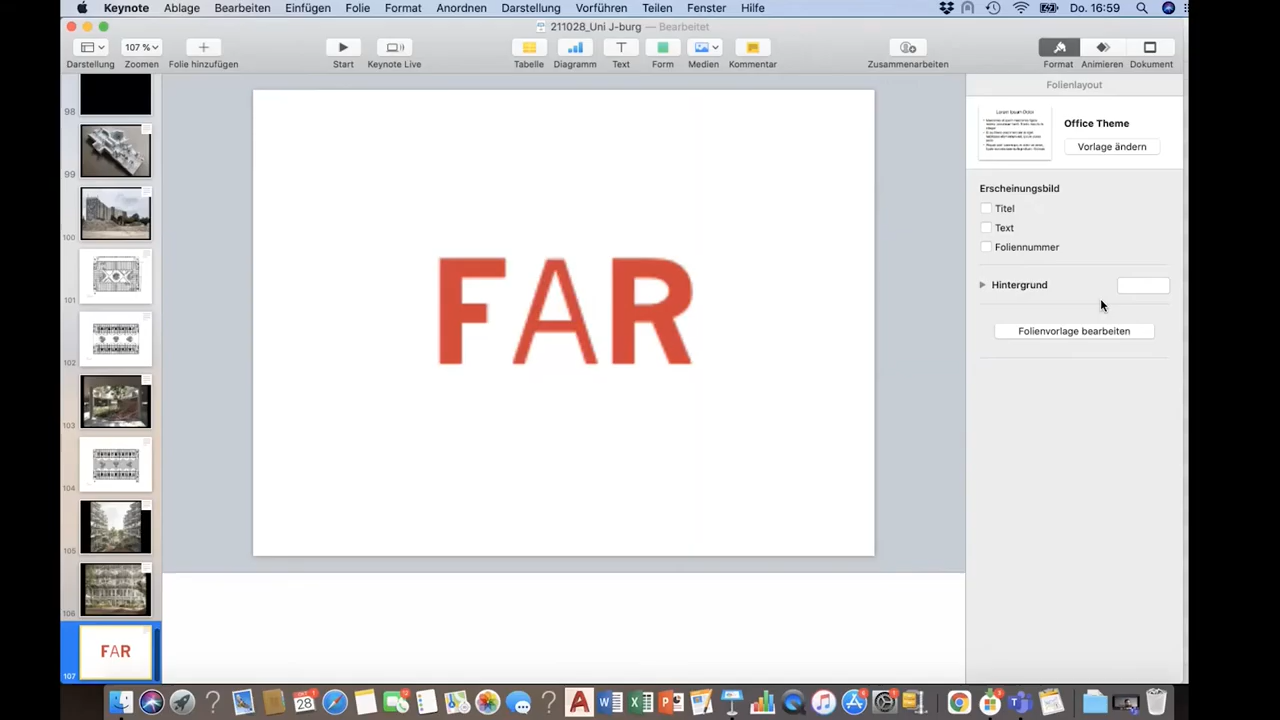 Keynote Ablage Bearbeiten Einfügen Folie Format Anordnen Darstellung Vorführen Teilen Fenster Hilfe Do. 16:59
211028_Uni J-burg — Bearbeitet
107 %
Darstellung Zoomen Folie hinzufügen Start Keynote Live Tabelle Diagramm Text Form Medien Kommentar Zusammenarbeiten Format Animieren Dokument
Folienlayout
Office Theme
Vorlage ändern
Erscheinungsbild
Titel
Text
Foliennummer
Hintergrund
Folienvorlage bearbeiten
FAR
98
99
100
101
102
103
104
105
106
FAR
107
28